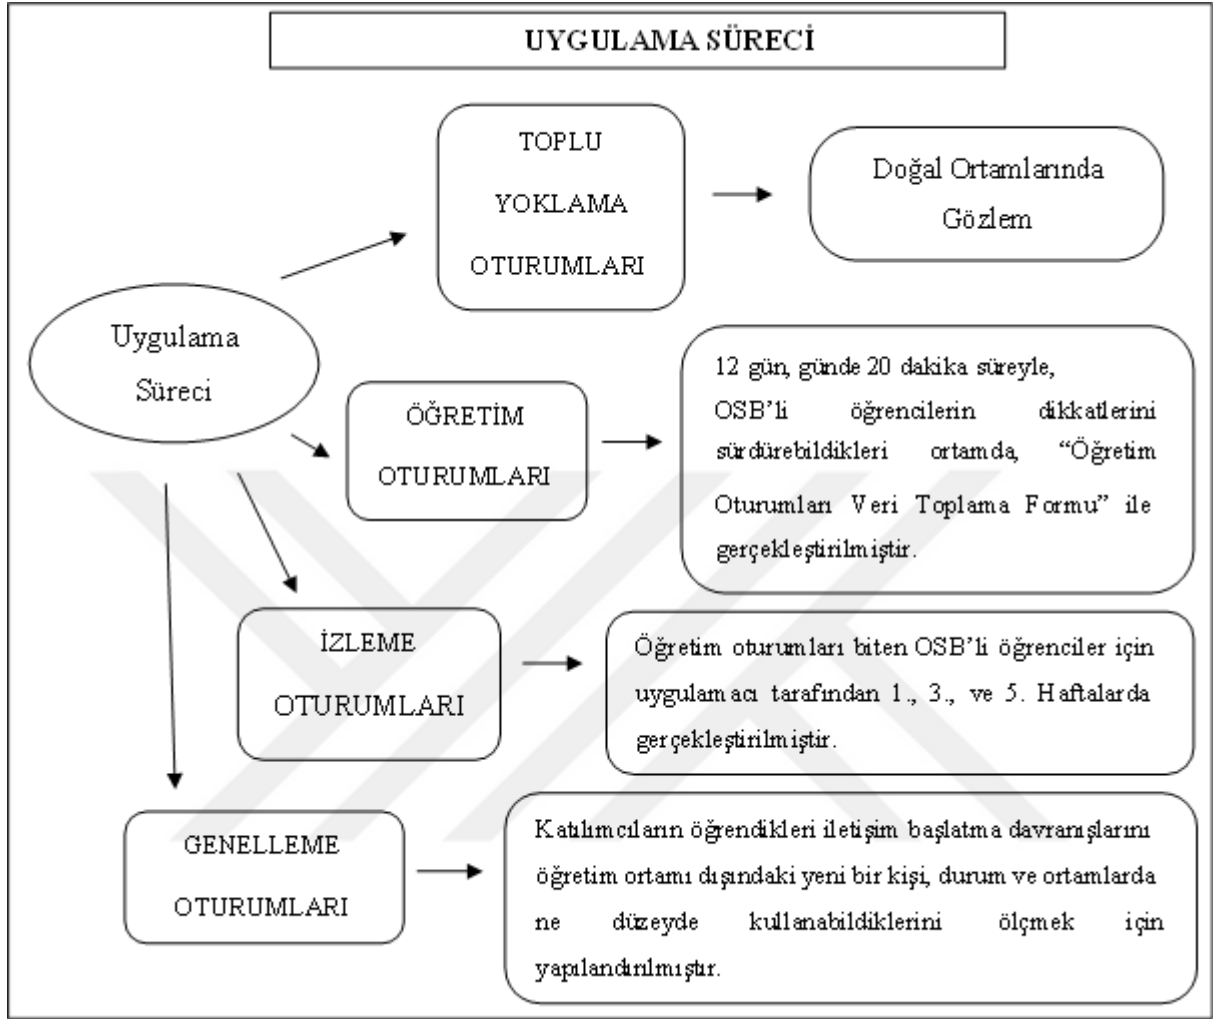 UYGULAMA SÜRECİ
TOPLU
YOKLAMA
OTURUMLARI
Doğal Ortamlarında
Gözlem
Uygulama
Süreci
ÖĞRETİM
OTURUMLARI
12 gün, günde 20 dakika süreyle,
OSB’li öğrencilerin dikkatlerini
sürdürebildikleri ortamda, “Öğretim
Oturumları Veri Toplama Formu” ile
gerçekleştirilmiştir.
İZLEME
OTURUMLARI
Öğretim oturumları biten OSB’li öğrenciler için
uygulamacı tarafından 1., 3., ve 5. Haftalarda
gerçekleştirilmiştir.
GENELLEME
OTURUMLARI
Katılımcıların öğrendikleri iletişim başlatma davranışlarını
öğretim ortamı dışındaki yeni bir kişi, durum ve ortamlarda
ne düzeyde kullanabildiklerini ölçmek için
yapılandırılmıştır.